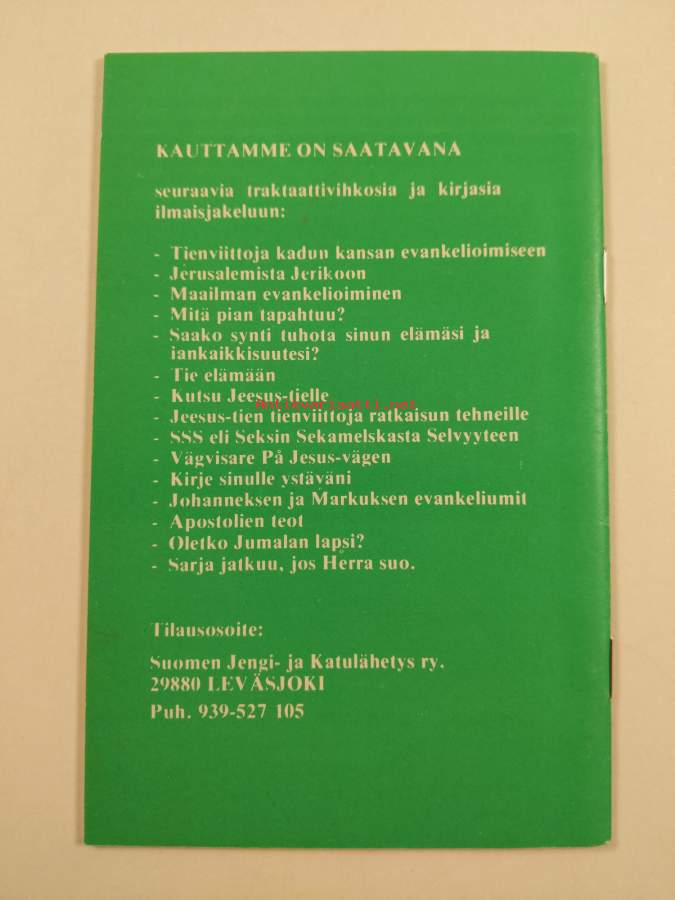 KAUTTAMME ON SAATAVANA
seuraavia traktaattivihkosia ja kirjasia
ilmaisjakeluun:
- Tienviittoja kadun kansan evankelioimiseen
- Jerusalemista Jerikoon
- Maailman evankelioiminen
- Mitä pian tapahtuu?
- Saako synti tuhota sinun elämäsi ja
iankaikkisuutesi?
- Tie elämään
- Kutsu Jeesus-tielle
Antikvariaatti.net
- Jeesus-tien tienviittoja ratkaisun tehneille
- SSS eli Seksin Sekamelskasta Selvyyteen
- Vägvisare På Jesus-vägen
- Kirje sinulle ystäväni
- Johanneksen ja Markuksen evankeliumit
- Apostolien teot
- Oletko Jumalan lapsi?
- Sarja jatkuu, jos Herra suo.
Tilausosoite:
Suomen Jengi- ja Katulähetys ry.
29880 LEVÄSJOKI
Puh. 939-527 105